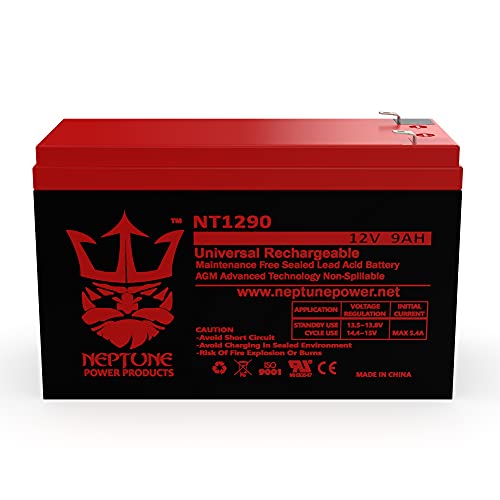 ™
NT1290
12V 9AH
Universal Rechargeable
Maintenance Free Sealed Lead Acid Battery
AGM Advanced Technology Non-Spillable
www.neptunepower.net
APPLICATION VOLTAGE REGULATION INITIAL CURRENT
STANDBY USE 13.5~13.8V
CYCLE USE 14.4~15V MAX 5.4A
NEPTUNE
POWER PRODUCTS
CAUTION
-Avoid Short Circuit
-Avoid Charging In Sealed Environment
-Risk Of Fire Explosion Or Burns
Pb
ISO
9001
MADE IN CHINA